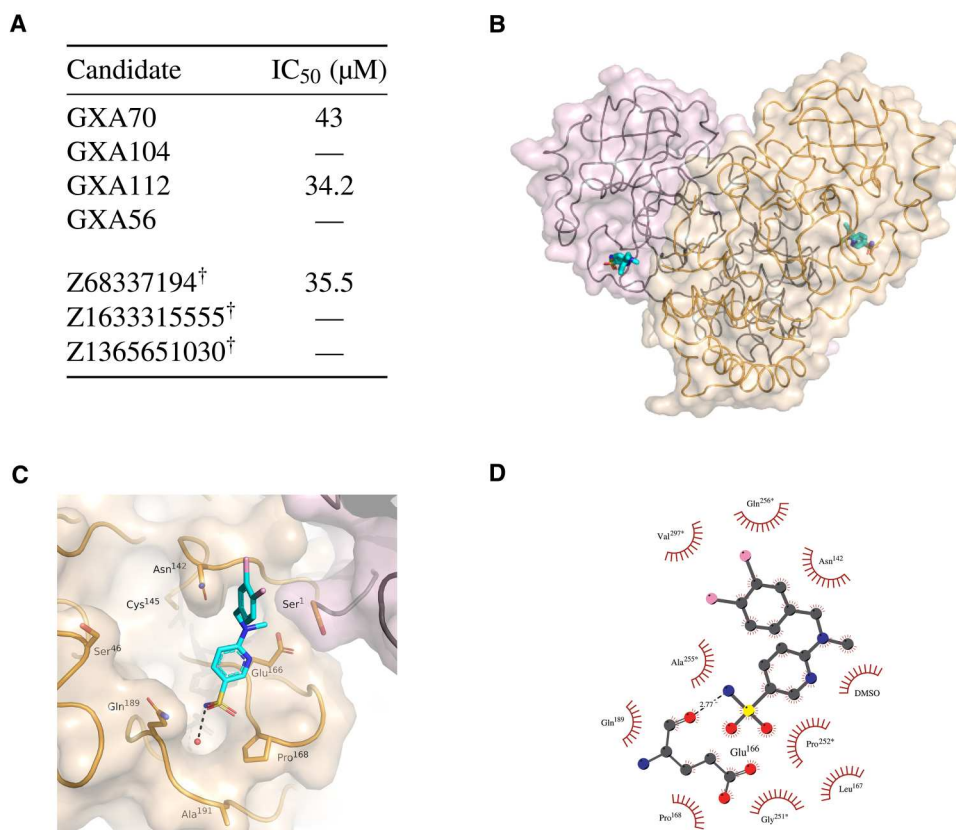 A
Candidate IC₅₀ (µM)
GXA70 43
GXA104 —
GXA112 34.2
GXA56 —
Z68337194† 35.5
Z1633315555† —
Z1365651030† —
B
C
Asn¹⁴²
Cys¹⁴⁵
Ser¹
Ser⁴⁶
Glu¹⁶⁶
Gln¹⁸⁹
Pro¹⁶⁸
Ala¹⁹¹
D
Gln²⁵⁶*
Val²⁹⁷*
Asn¹⁴²
Ala²⁵⁵*
DMSO
2.77
Gln¹⁸⁹
Glu¹⁶⁶
Pro²⁵²*
Leu¹⁶⁷
Pro¹⁶⁸
Gly²⁵¹*